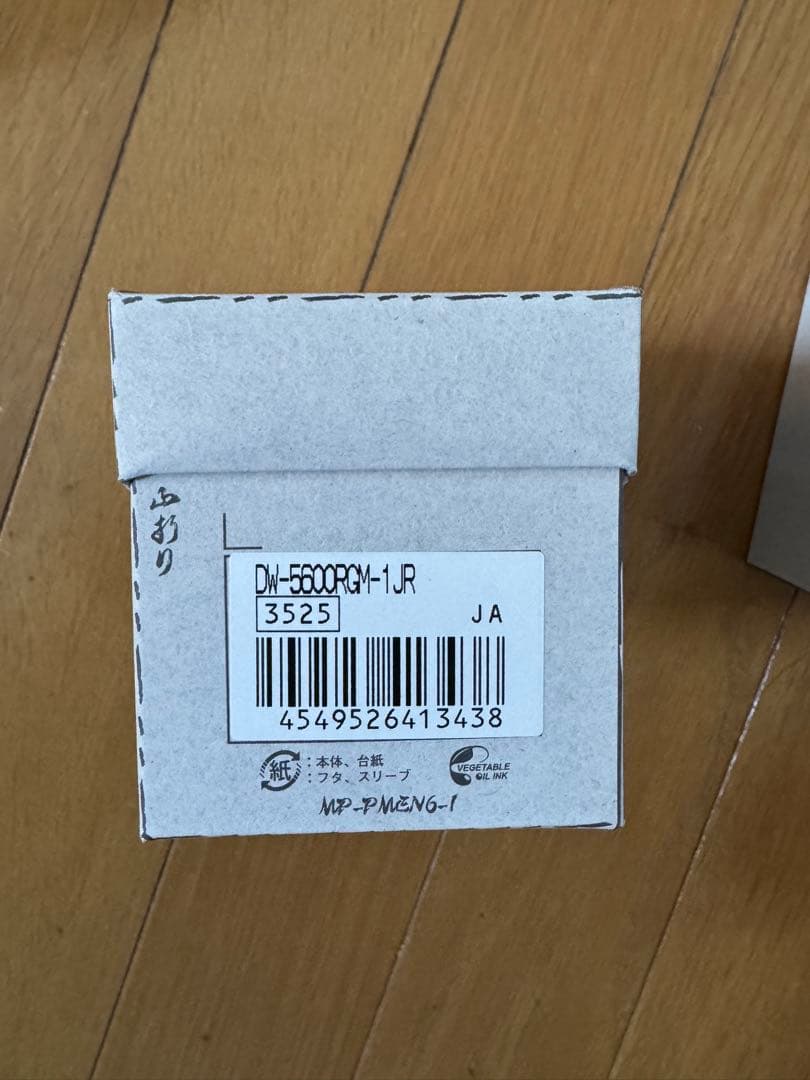 山折り
DW-5600RGM-1JR
3525 JA
4549526413438
紙 : 本体、台紙
: フタ、スリーブ
VEGETABLE
OIL INK
MP-PMEN6-1